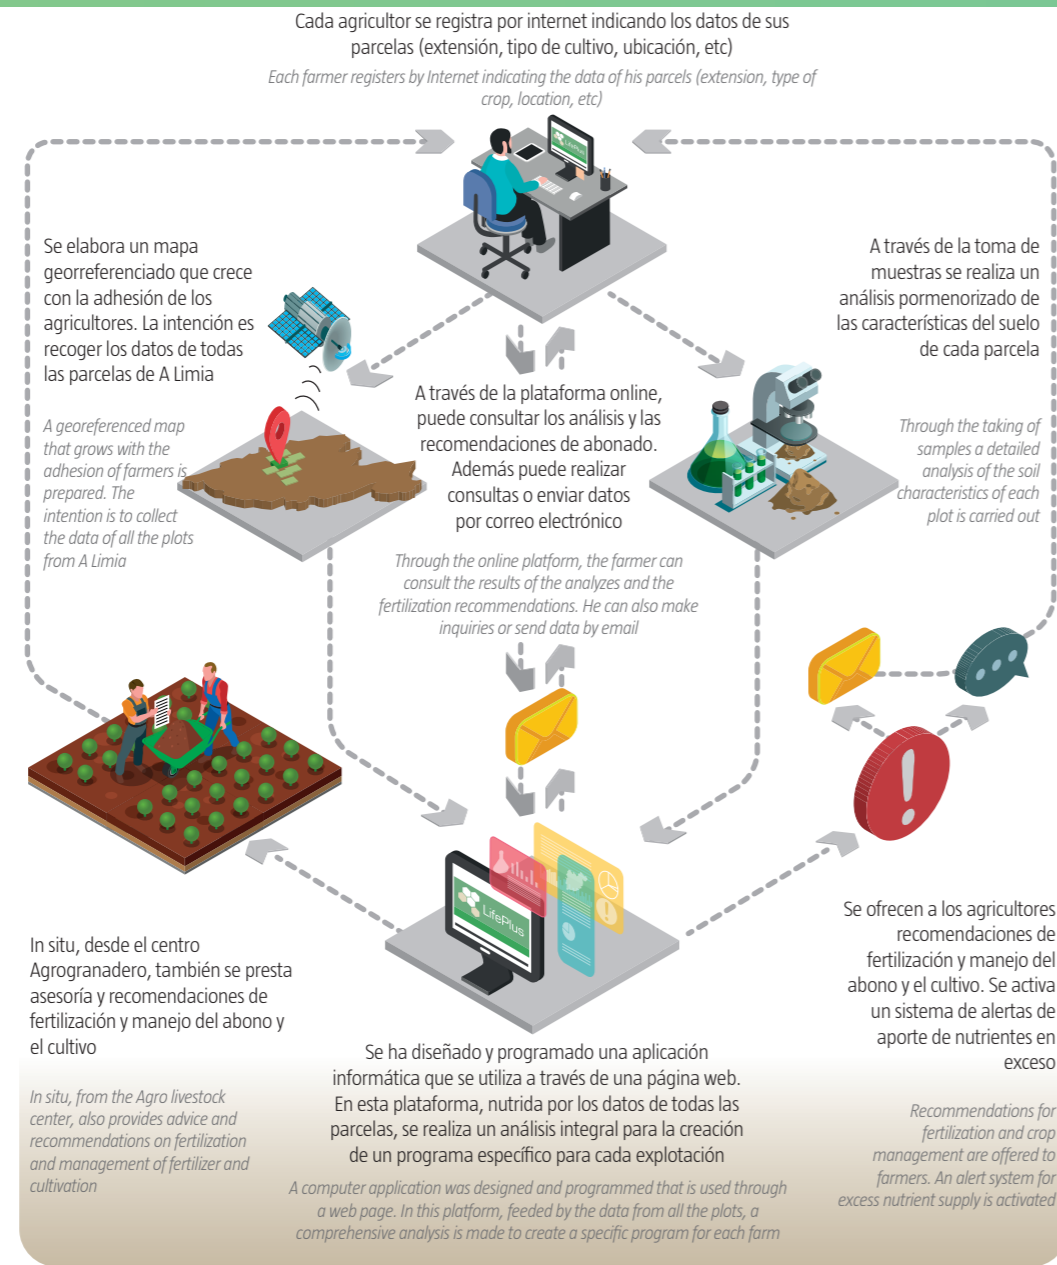 Cada agricultor se registra por internet indicando los datos de sus
parcelas (extensión, tipo de cultivo, ubicación, etc)
Each farmer registers by Internet indicating the data of his parcels (extension, type of
crop, location, etc)
LifePlus
Se elabora un mapa
georreferenciado que crece
con la adhesión de los
agricultores. La intención es
recoger los datos de todas
las parcelas de A Limia
A georeferenced map
that grows with the
adhesion of farmers is
prepared. The
intention is to collect
the data of all the plots
from A Limia
A través de la plataforma online,
puede consultar los análisis y las
recomendaciones de abonado.
Además puede realizar
consultas o enviar datos
por correo electrónico
Through the online platform, the farmer can
consult the results of the analyzes and the
fertilization recommendations. He can also make
inquiries or send data by email
A través de la toma de
muestras se realiza un
análisis pormenorizado de
las características del suelo
de cada parcela
Through the taking of
samples a detailed
analysis of the soil
characteristics of each
plot is carried out
LifePlus
In situ, desde el centro
Agrogranadero, también se presta
asesoría y recomendaciones de
fertilización y manejo del abono y
el cultivo
In situ, from the Agro livestock
center, also provides advice and
recommendations on fertilization
and management of fertilizer and
cultivation
Se ha diseñado y programado una aplicación
informática que se utiliza a través de una página web.
En esta plataforma, nutrida por los datos de todas las
parcelas, se realiza un análisis integral para la creación
de un programa específico para cada explotación
A computer application was designed and programmed that is used through
a web page. In this platform, feeded by the data from all the plots, a
comprehensive analysis is made to create a specific program for each farm
Se ofrecen a los agricultores
recomendaciones de
fertilización y manejo del
abono y el cultivo. Se activa
un sistema de alertas de
aporte de nutrientes en
exceso
Recommendations for
fertilization and crop
management are offered to
farmers. An alert system for
excess nutrient supply is activated